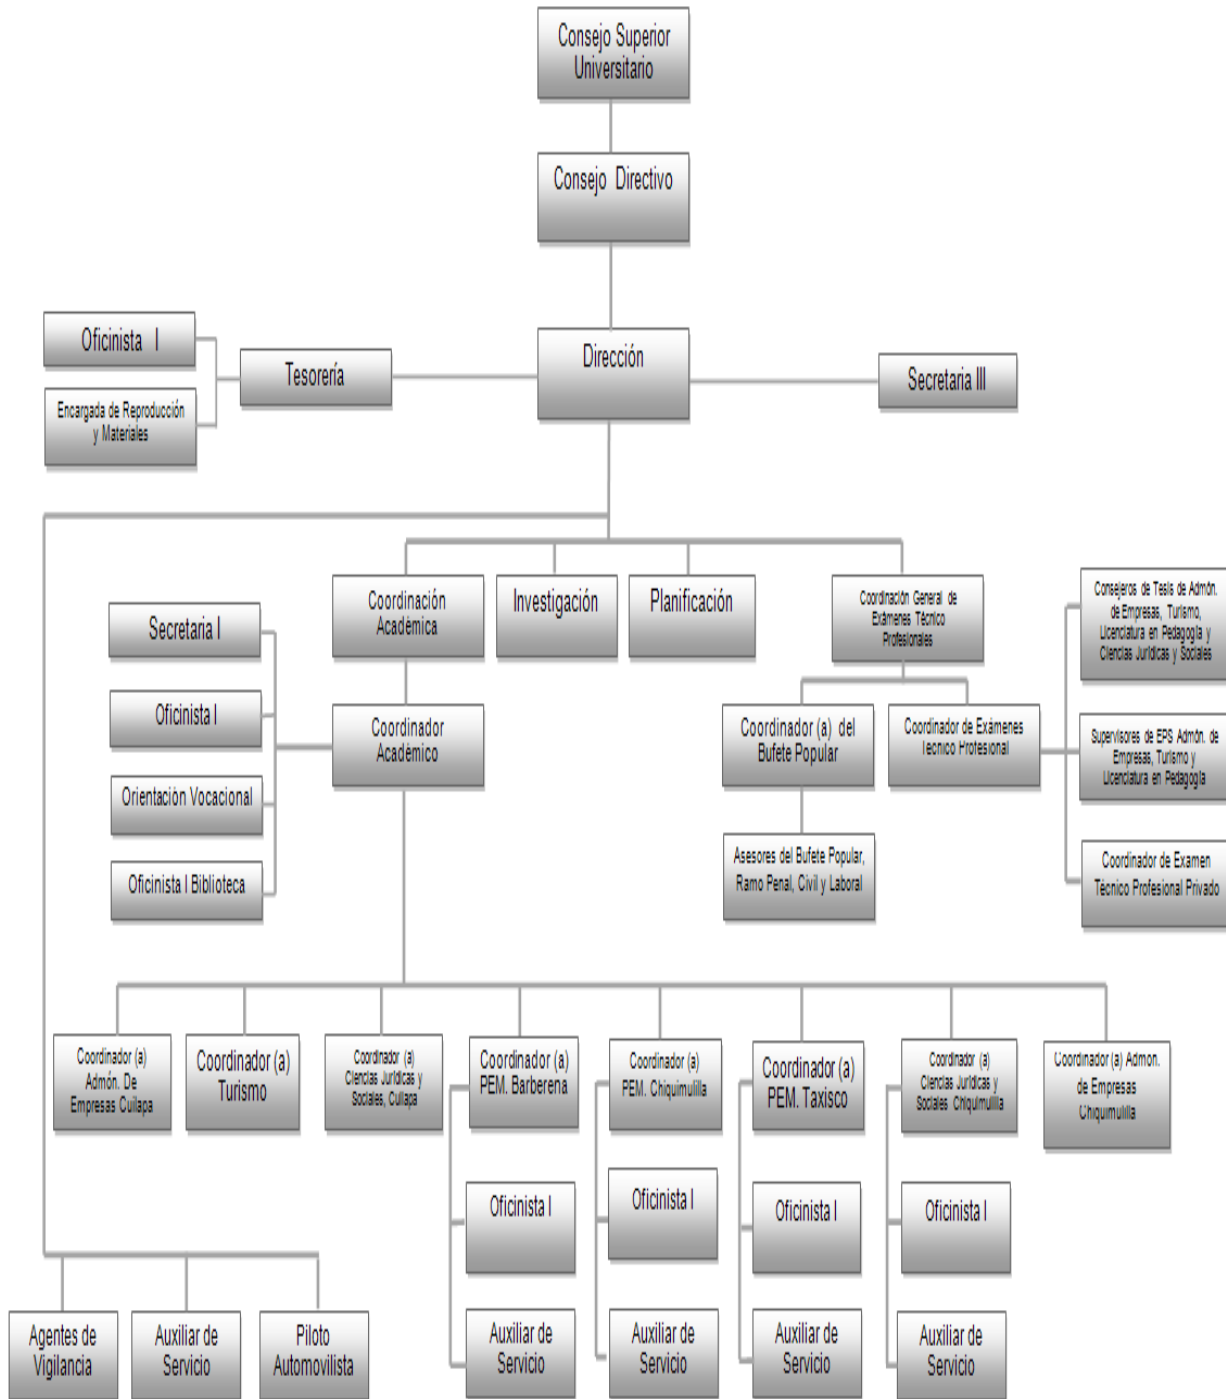 Consejo Superior
Universitario
Consejo Directivo
Oficinista I
Tesorería
Dirección
Secretaria III
Encargada de Reproducción
y Materiales
Coordinación
Académica
Investigación
Planificación
Coordinación General de
Exámenes Técnico
Profesionales
Consejeros de Tesis de Admón.
de Empresas, Turismo,
Licenciatura en Pedagogía y
Ciencias Jurídicas y Sociales
Secretaria I
Oficinista I
Orientación Vocacional
Oficinista I Biblioteca
Coordinador
Académico
Coordinador (a) del
Bufete Popular
Coordinador de Exámenes
Técnico Profesional
Supervisores de EPS Admón. de
Empresas, Turismo y
Licenciatura en Pedagogía
Asesores del Bufete Popular,
Ramo Penal, Civil y Laboral
Coordinador de Examen
Técnico Profesional Privado
Coordinador (a)
Admón. De
Empresas Cuilapa
Coordinador (a)
Turismo
Coordinador (a)
Ciencias Jurídicas y
Sociales, Cuilapa
Coordinador (a)
PEM. Barberena
Coordinador (a)
PEM. Chiquimulilla
Coordinador (a)
PEM. Taxisco
Coordinador (a)
Ciencias Jurídicas y
Sociales Chiquimulilla
Coordinador (a) Admon.
de Empresas
Chiquimulilla
Oficinista I
Oficinista I
Oficinista I
Oficinista I
Agentes de
Vigilancia
Auxiliar de
Servicio
Piloto
Automovilista
Auxiliar de
Servicio
Auxiliar de
Servicio
Auxiliar de
Servicio
Auxiliar de
Servicio